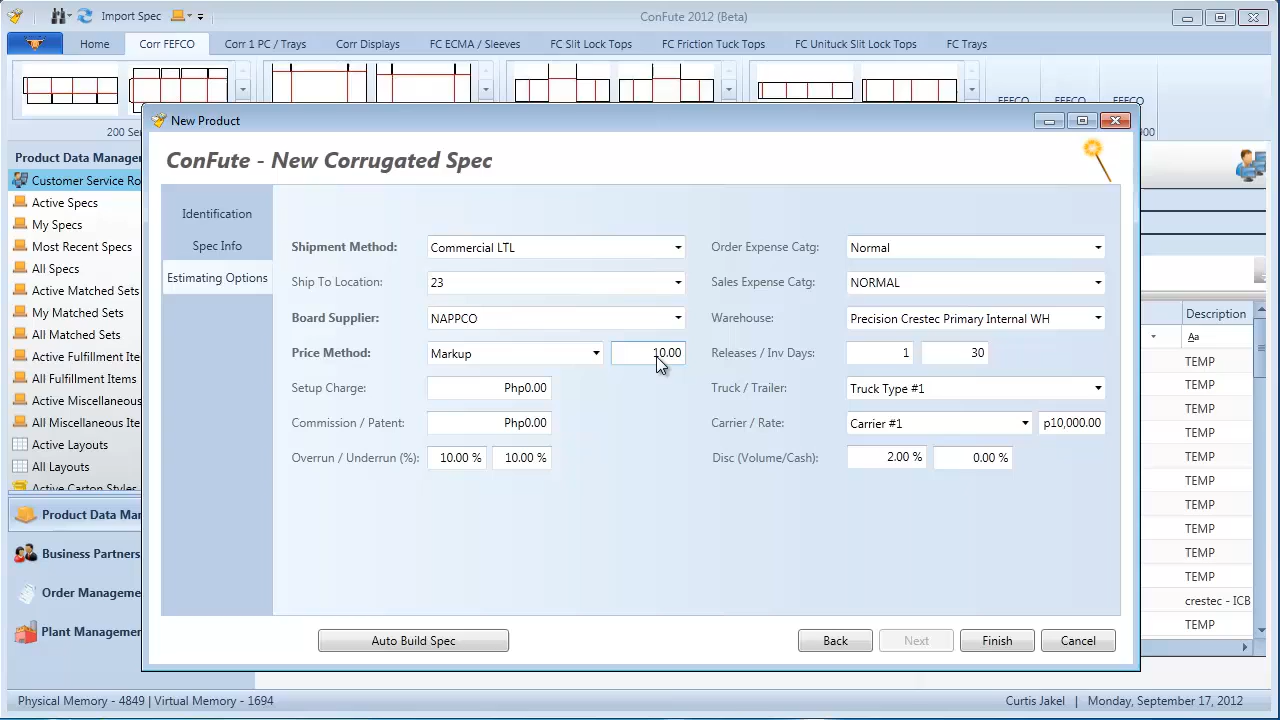 Import Spec
ConFute 2012 (Beta)
Home
Corr FEFCO
Corr 1 PC / Trays
Corr Displays
FC ECMA / Sleeves
FC Slit Lock Tops
FC Friction Tuck Tops
FC Unituck Slit Lock Tops
FC Trays
FEFCO
FEFCO
FEFCO
New Product
ConFute - New Corrugated Spec
Product Data Manager
Customer Service Ro
Active Specs
My Specs
Most Recent Specs
All Specs
Active Matched Sets
My Matched Sets
All Matched Sets
Active Fulfillment Item
All Fulfillment Items
Active Miscellaneous
All Miscellaneous Ite
Active Layouts
All Layouts
Active Carton Styles
Product Data Man
Business Partners
Order Manageme
Plant Managemen
Identification
Spec Info
Estimating Options
Shipment Method: Commercial LTL
Ship To Location: 23
Board Supplier: NAPPCO
Price Method: Markup 10.00
Setup Charge: Php0.00
Commission / Patent: Php0.00
Overrun / Underrun (%): 10.00 % 10.00 %
Order Expense Catg: Normal
Sales Expense Catg: NORMAL
Warehouse: Precision Crestec Primary Internal WH
Releases / Inv Days: 1 30
Truck / Trailer: Truck Type #1
Carrier / Rate: Carrier #1 p10,000.00
Disc (Volume/Cash): 2.00 % 0.00 %
Auto Build Spec
Back
Next
Finish
Cancel
Description
Aa
TEMP
TEMP
TEMP
TEMP
TEMP
TEMP
TEMP
TEMP
TEMP
TEMP
crestec - ICB
TEMP
Physical Memory - 4849 | Virtual Memory - 1694
Curtis Jakel | Monday, September 17, 2012